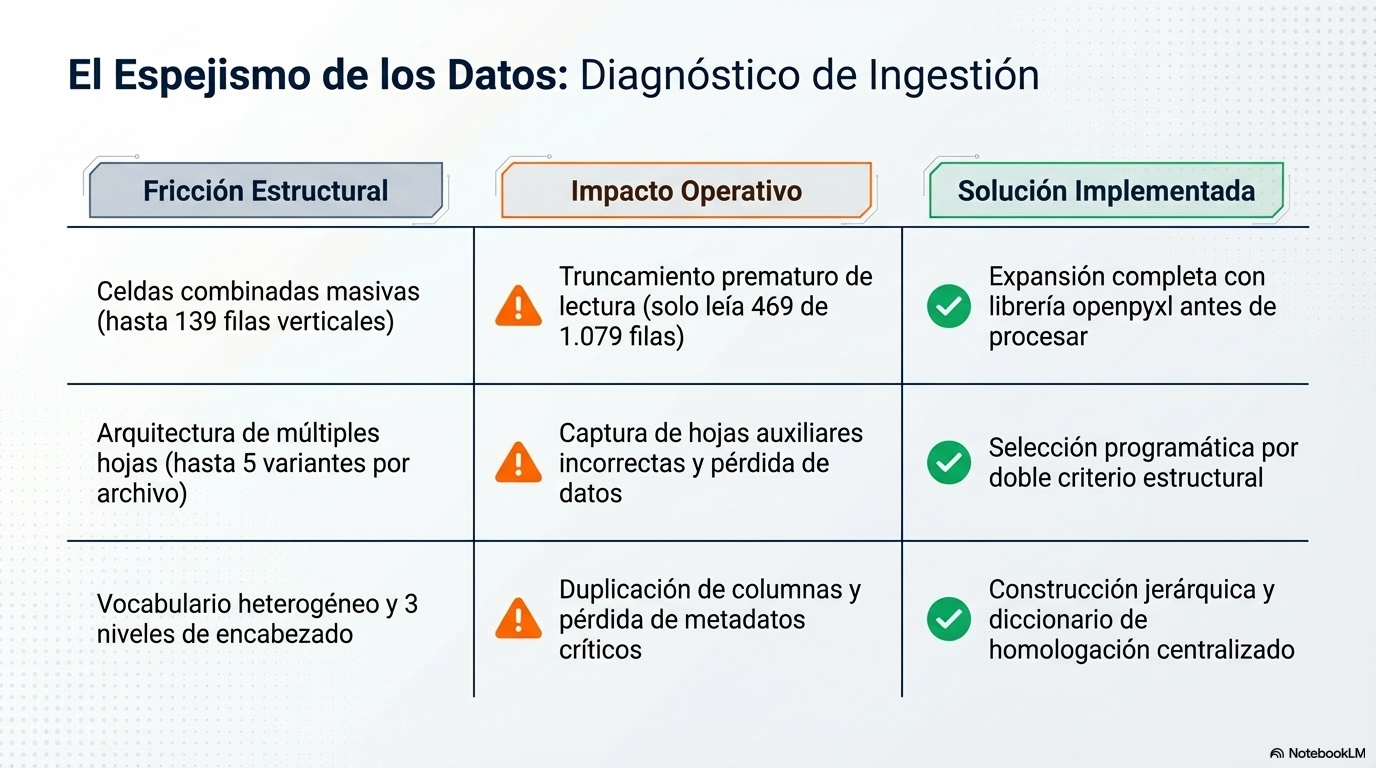 El Espejismo de los Datos: Diagnóstico de Ingestión
Fricción Estructural
Impacto Operativo
Solución Implementada
Celdas combinadas masivas
(hasta 139 filas verticales)
Truncamiento prematuro de
lectura (solo leía 469 de
1.079 filas)
Expansión completa con
librería openpyxl antes de
procesar
Arquitectura de múltiples
hojas (hasta 5 variantes por
archivo)
Captura de hojas auxiliares
incorrectas y pérdida de
datos
Selección programática por
doble criterio estructural
Vocabulario heterogéneo y 3
niveles de encabezado
Duplicación de columnas y
pérdida de metadatos
críticos
Construcción jerárquica y
diccionario de
homologación centralizado
NotebookLM